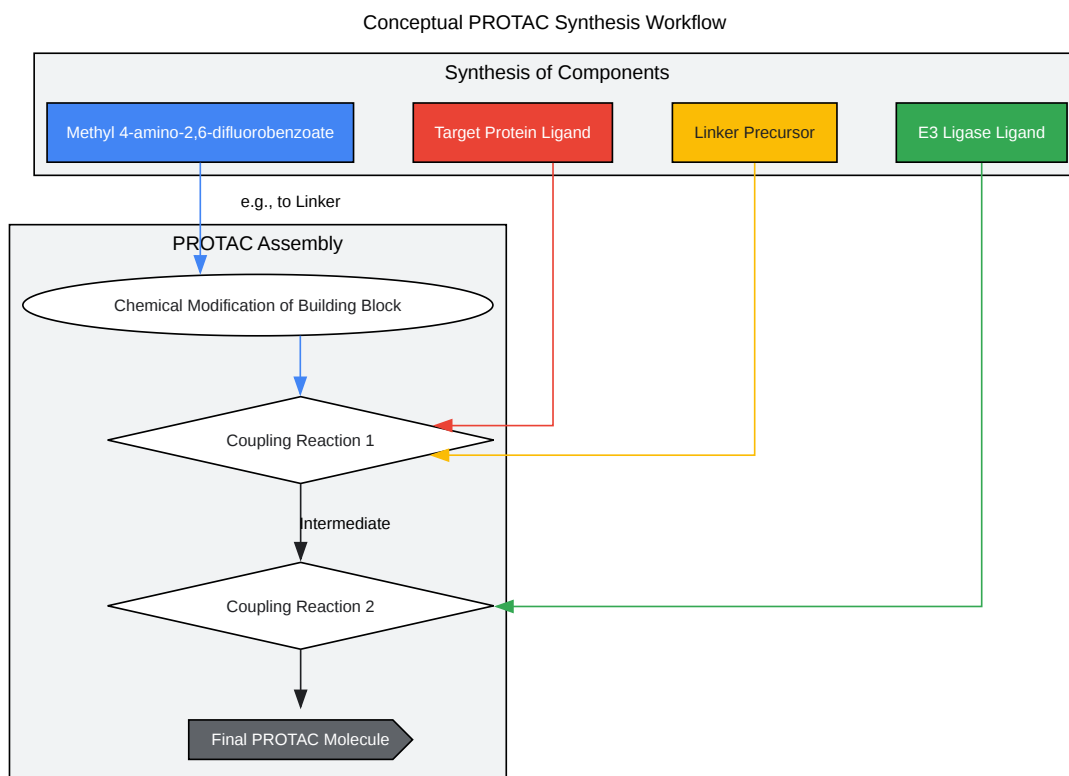 Conceptual PROTAC Synthesis Workflow
Synthesis of Components
Methyl 4-amino-2,6-difluorobenzoate
Target Protein Ligand
Linker Precursor
E3 Ligase Ligand
e.g., to Linker
PROTAC Assembly
Chemical Modification of Building Block
Coupling Reaction 1
Intermediate
Coupling Reaction 2
Final PROTAC Molecule